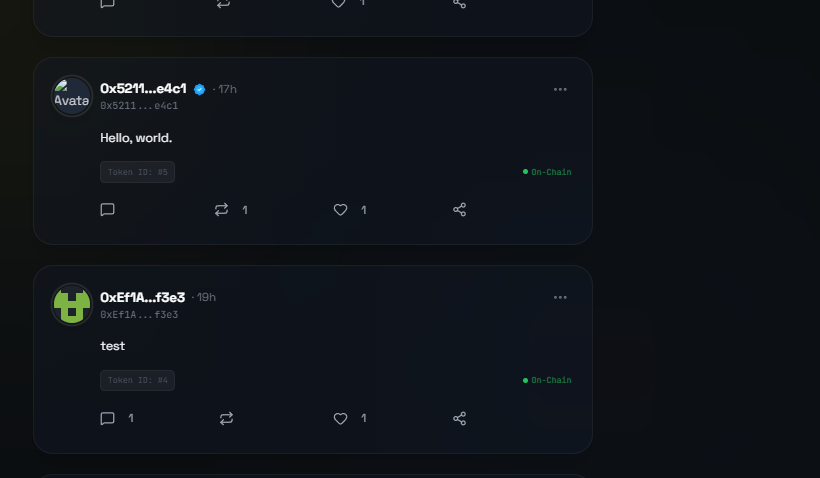 1
0x5211...e4c1 · 17h
0x5211...e4c1
Avata
Hello, world.
Token ID: #5
On-Chain
1 1
0xEf1A...f3e3 · 19h
0xEf1A...f3e3
test
Token ID: #4
On-Chain
1 1